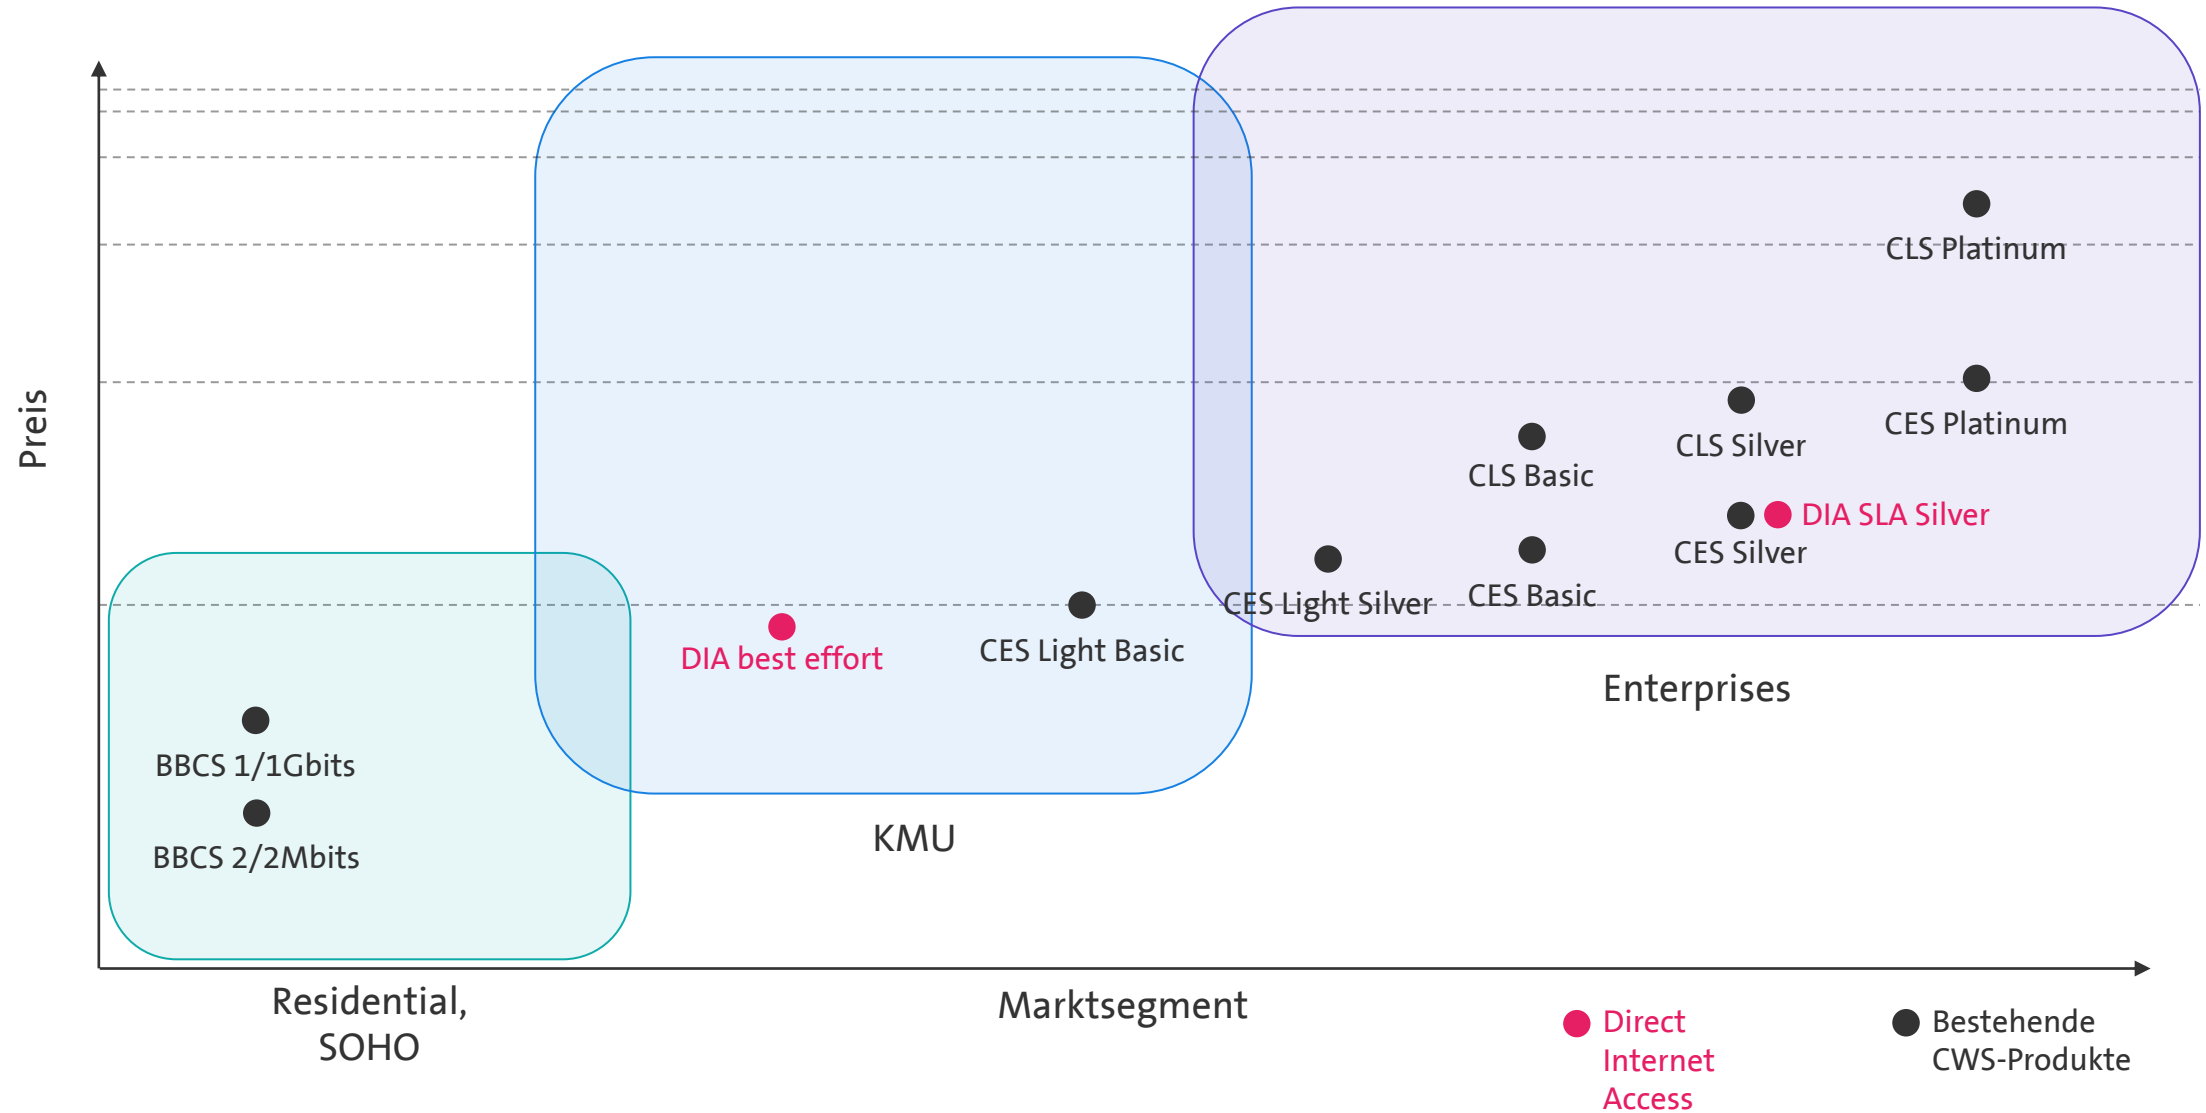 Preis
CLS Platinum
CES Platinum
CLS Silver
CLS Basic
DIA SLA Silver
CES Silver
CES Basic
CES Light Silver
CES Light Basic
DIA best effort
Enterprises
BBCS 1/1Gbits
KMU
BBCS 2/2Mbits
Residential,
SOHO
Marktsegment
Direct
Internet
Access
Bestehende
CWS-Produkte